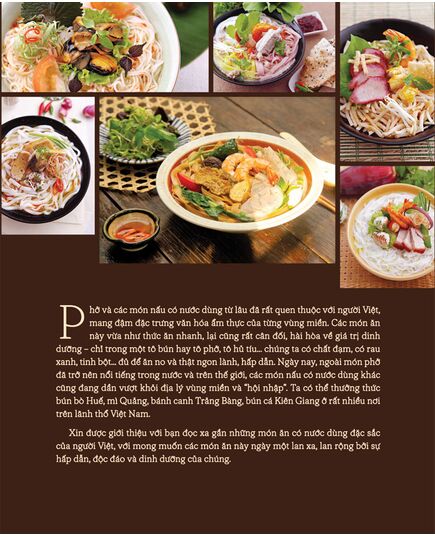 Phở và các món nấu có nước dùng từ lâu đã rất quen thuộc với người Việt,
mang đậm đặc trưng văn hóa ẩm thực của từng vùng miền. Các món ăn
này vừa như thức ăn nhanh, lại cũng rất cân đối, hài hòa về giá trị dinh
dưỡng – chỉ trong một tô bún hay tô phở, tô hủ tíu... chúng ta có chất đạm, có rau
xanh, tinh bột... đủ để ăn no và thật ngon lành, hấp dẫn. Ngày nay, ngoài món phở
đã trở nên nổi tiếng trong nước và trên thế giới, các món nấu có nước dùng khác
cũng đang dần vượt khỏi địa lý vùng miền và "hội nhập". Ta có thể thưởng thức
bún bò Huế, mì Quảng, bánh canh Trảng Bàng, bún cá Kiên Giang ở rất nhiều nơi
trên lãnh thổ Việt Nam.
Xin được giới thiệu với bạn đọc xa gần những món ăn có nước dùng đặc sắc
của người Việt, với mong muốn các món ăn này ngày một lan xa, lan rộng bởi sự
hấp dẫn, độc đáo và dinh dưỡng của chúng.